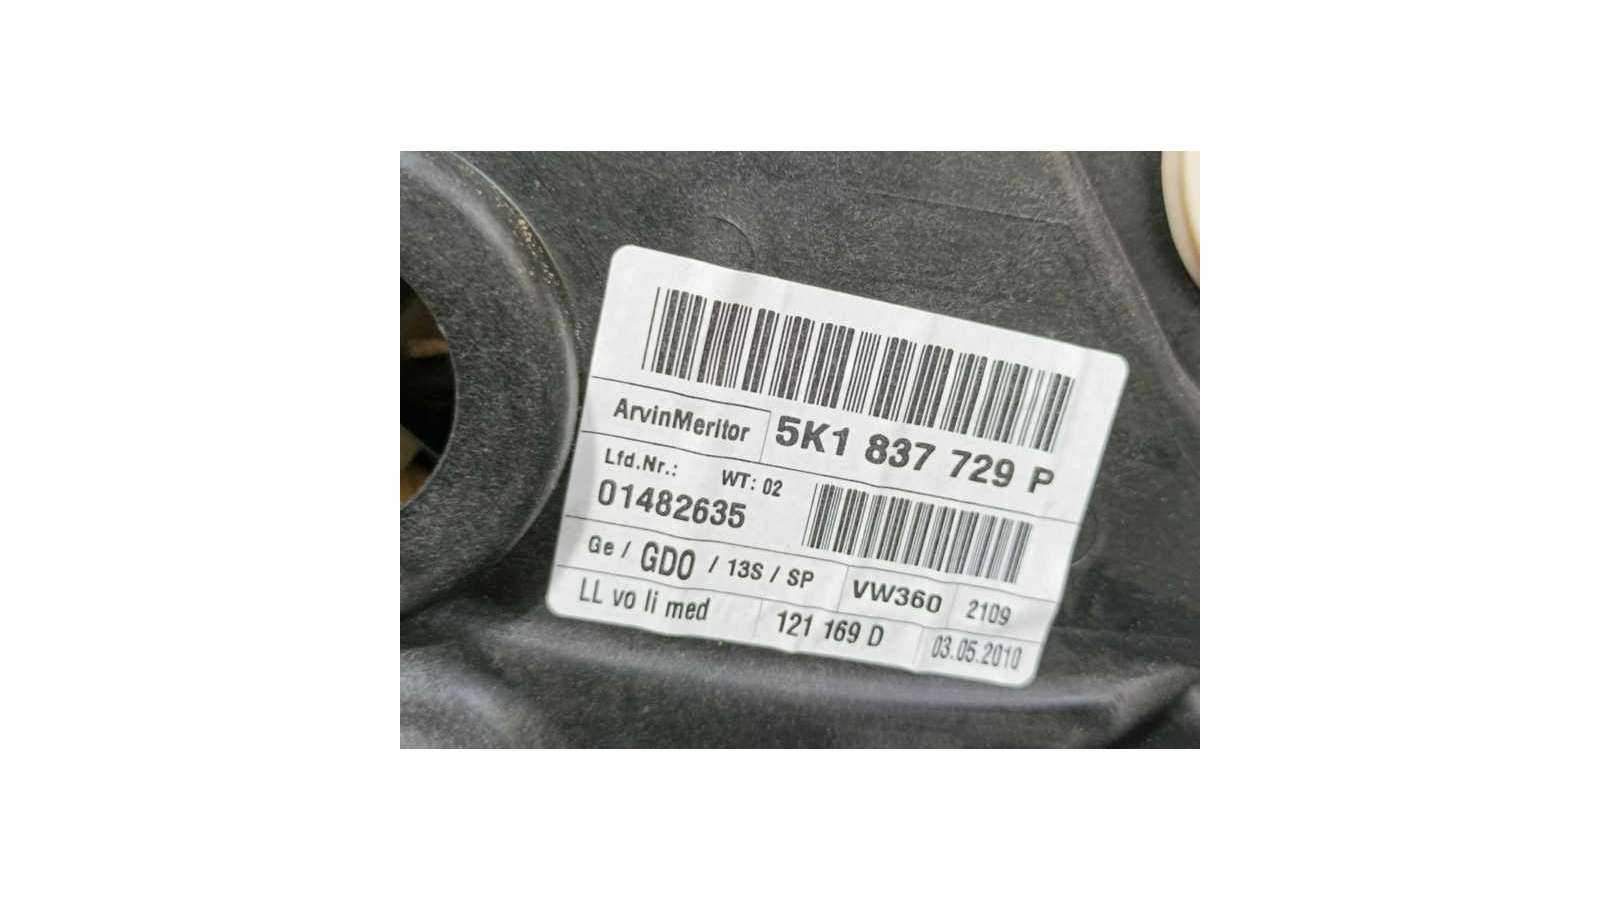 ArvinMeritor 5K1 837 729 P
Lfd.Nr.: WT: 02
01482635
Ge / GDO / 13S / SP VW360 2109
LL vo li med 121 169 D 03.05.2010